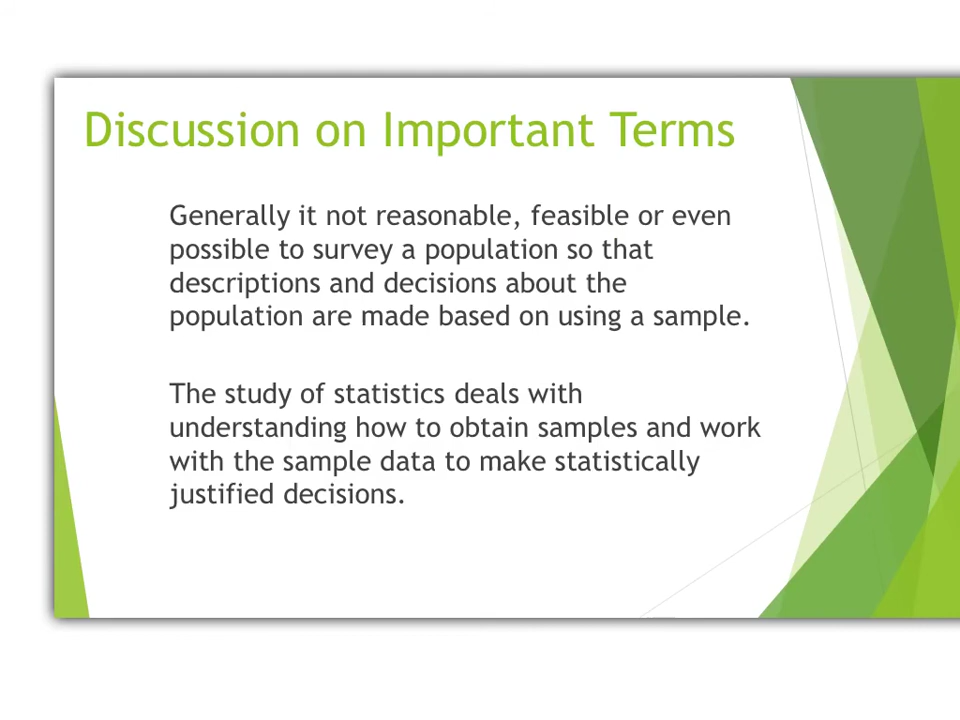 Discussion on Important Terms
Generally it not reasonable, feasible or even
possible to survey a population so that
descriptions and decisions about the
population are made based on using a sample.
The study of statistics deals with
understanding how to obtain samples and work
with the sample data to make statistically
justified decisions.